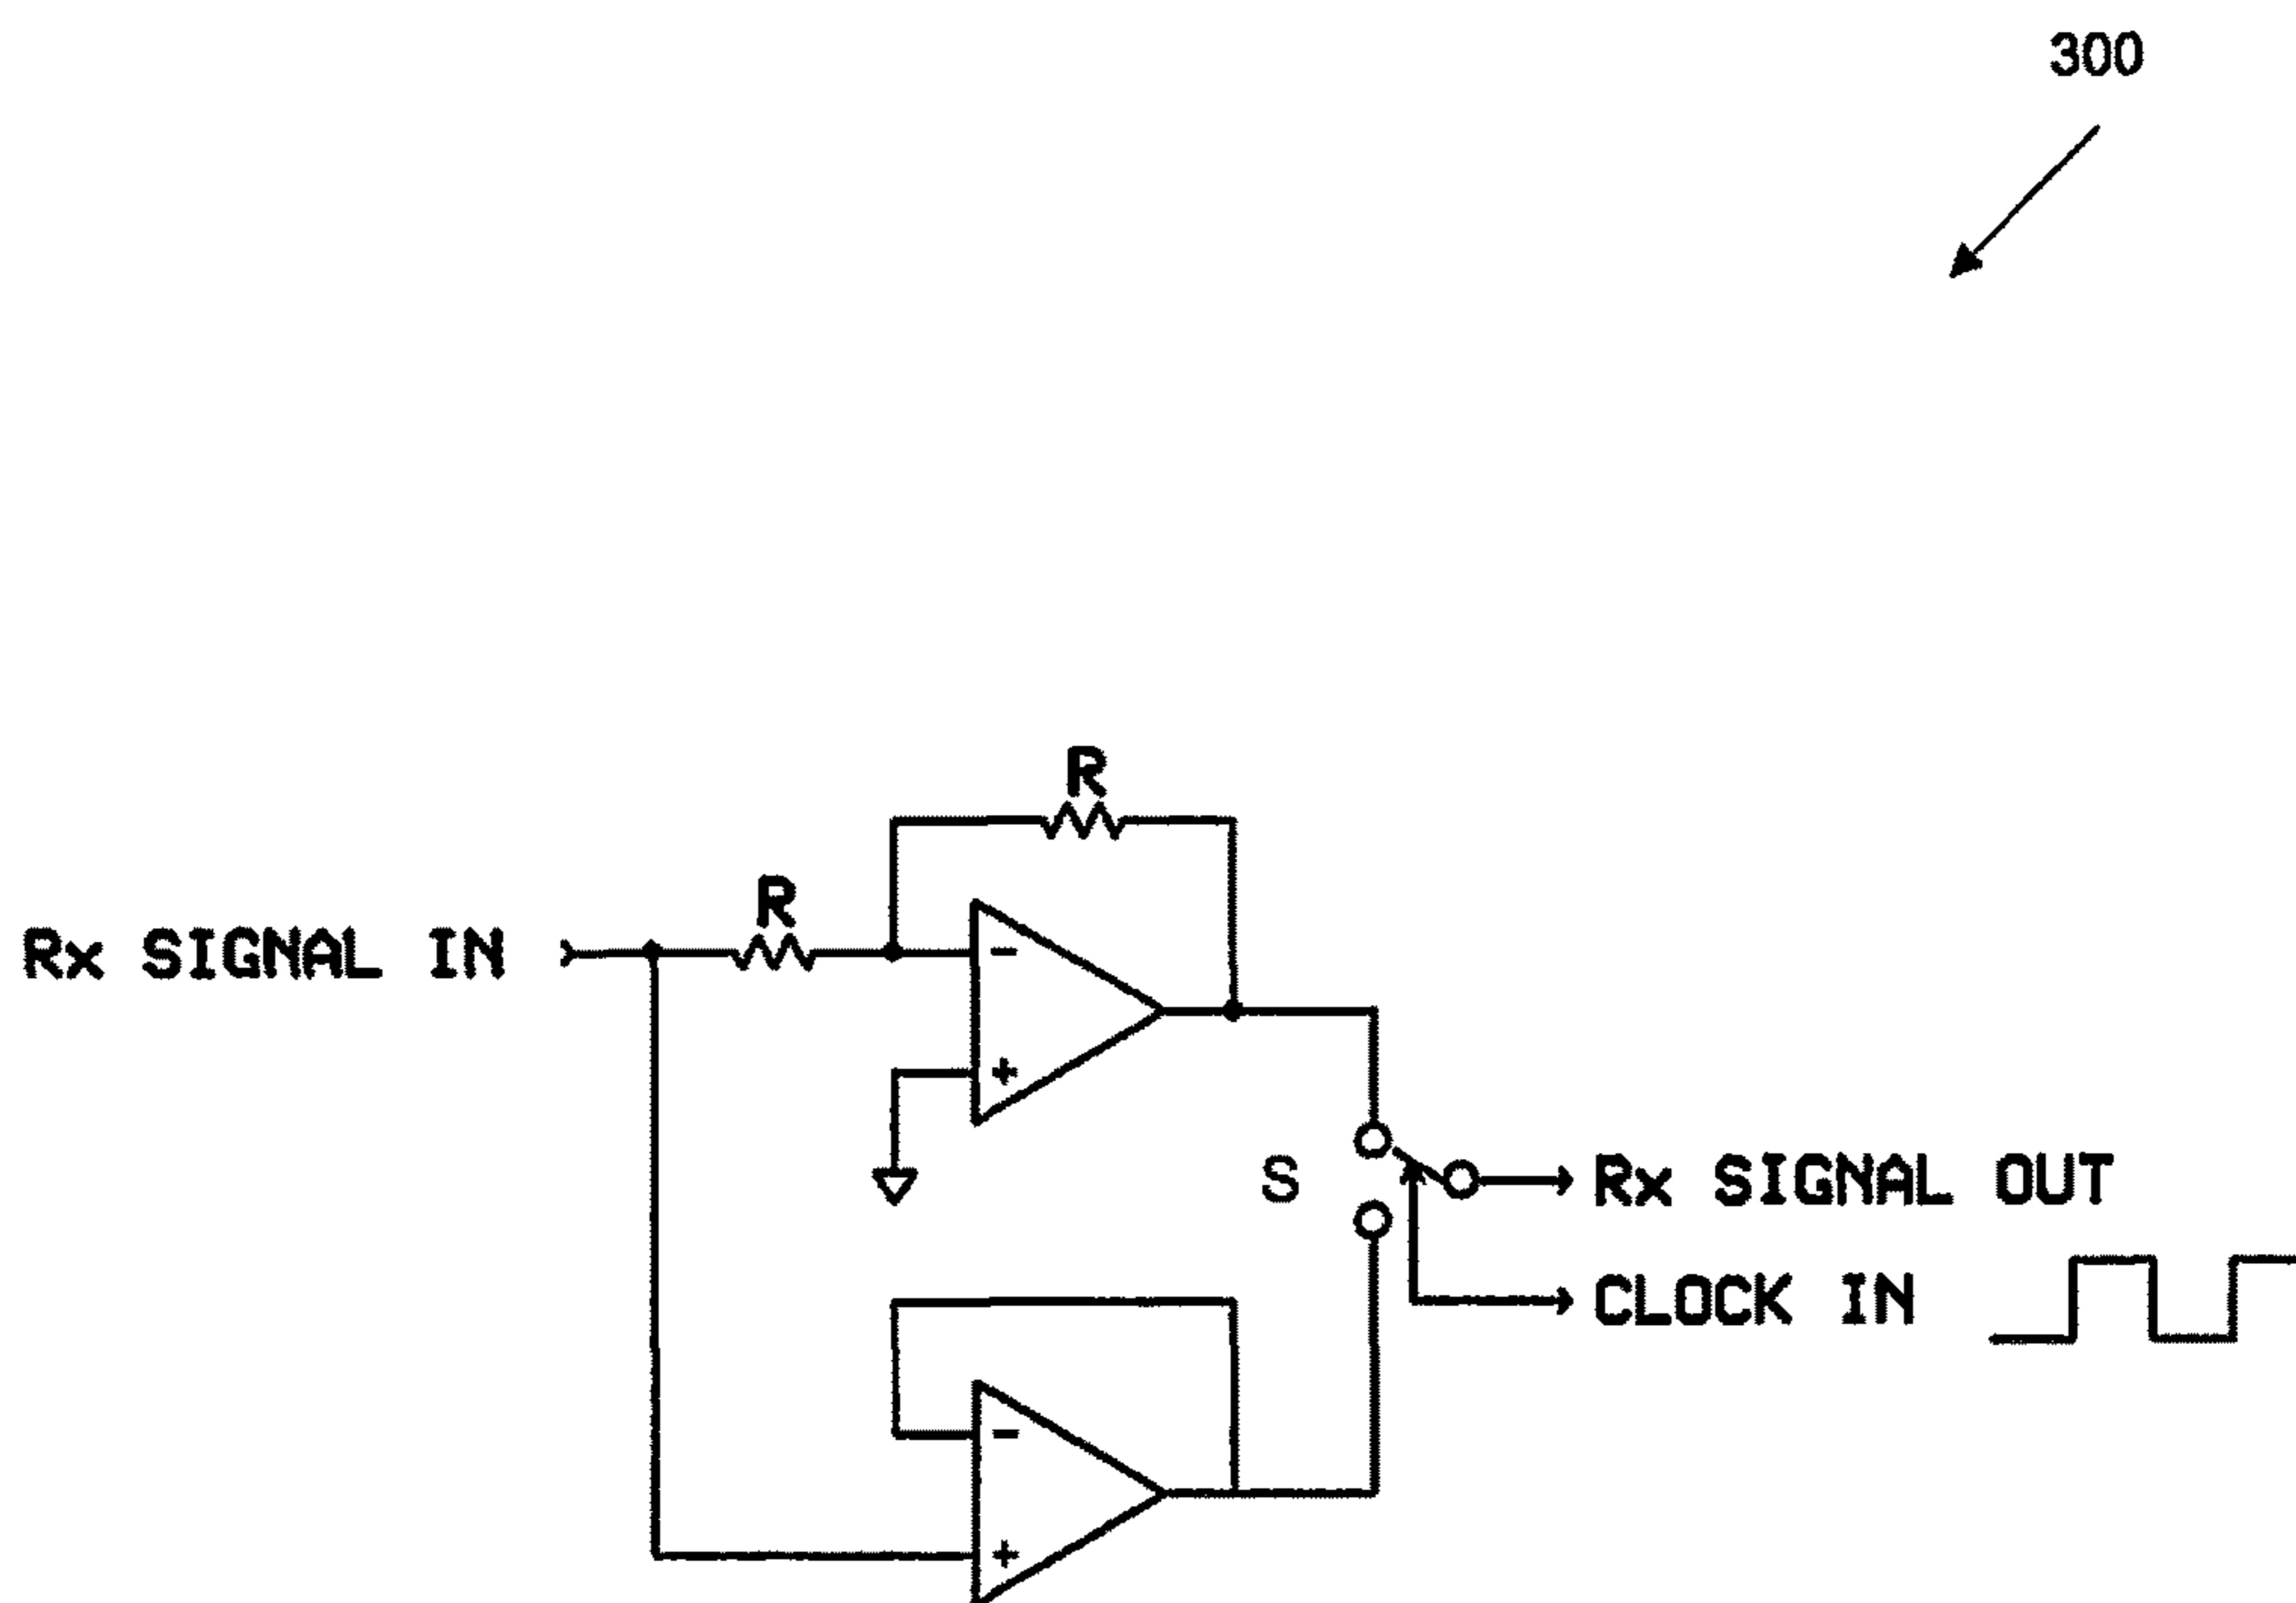 300
R
R
Rx SIGNAL IN
-
+
S
Rx SIGNAL OUT
CLOCK IN
-
+